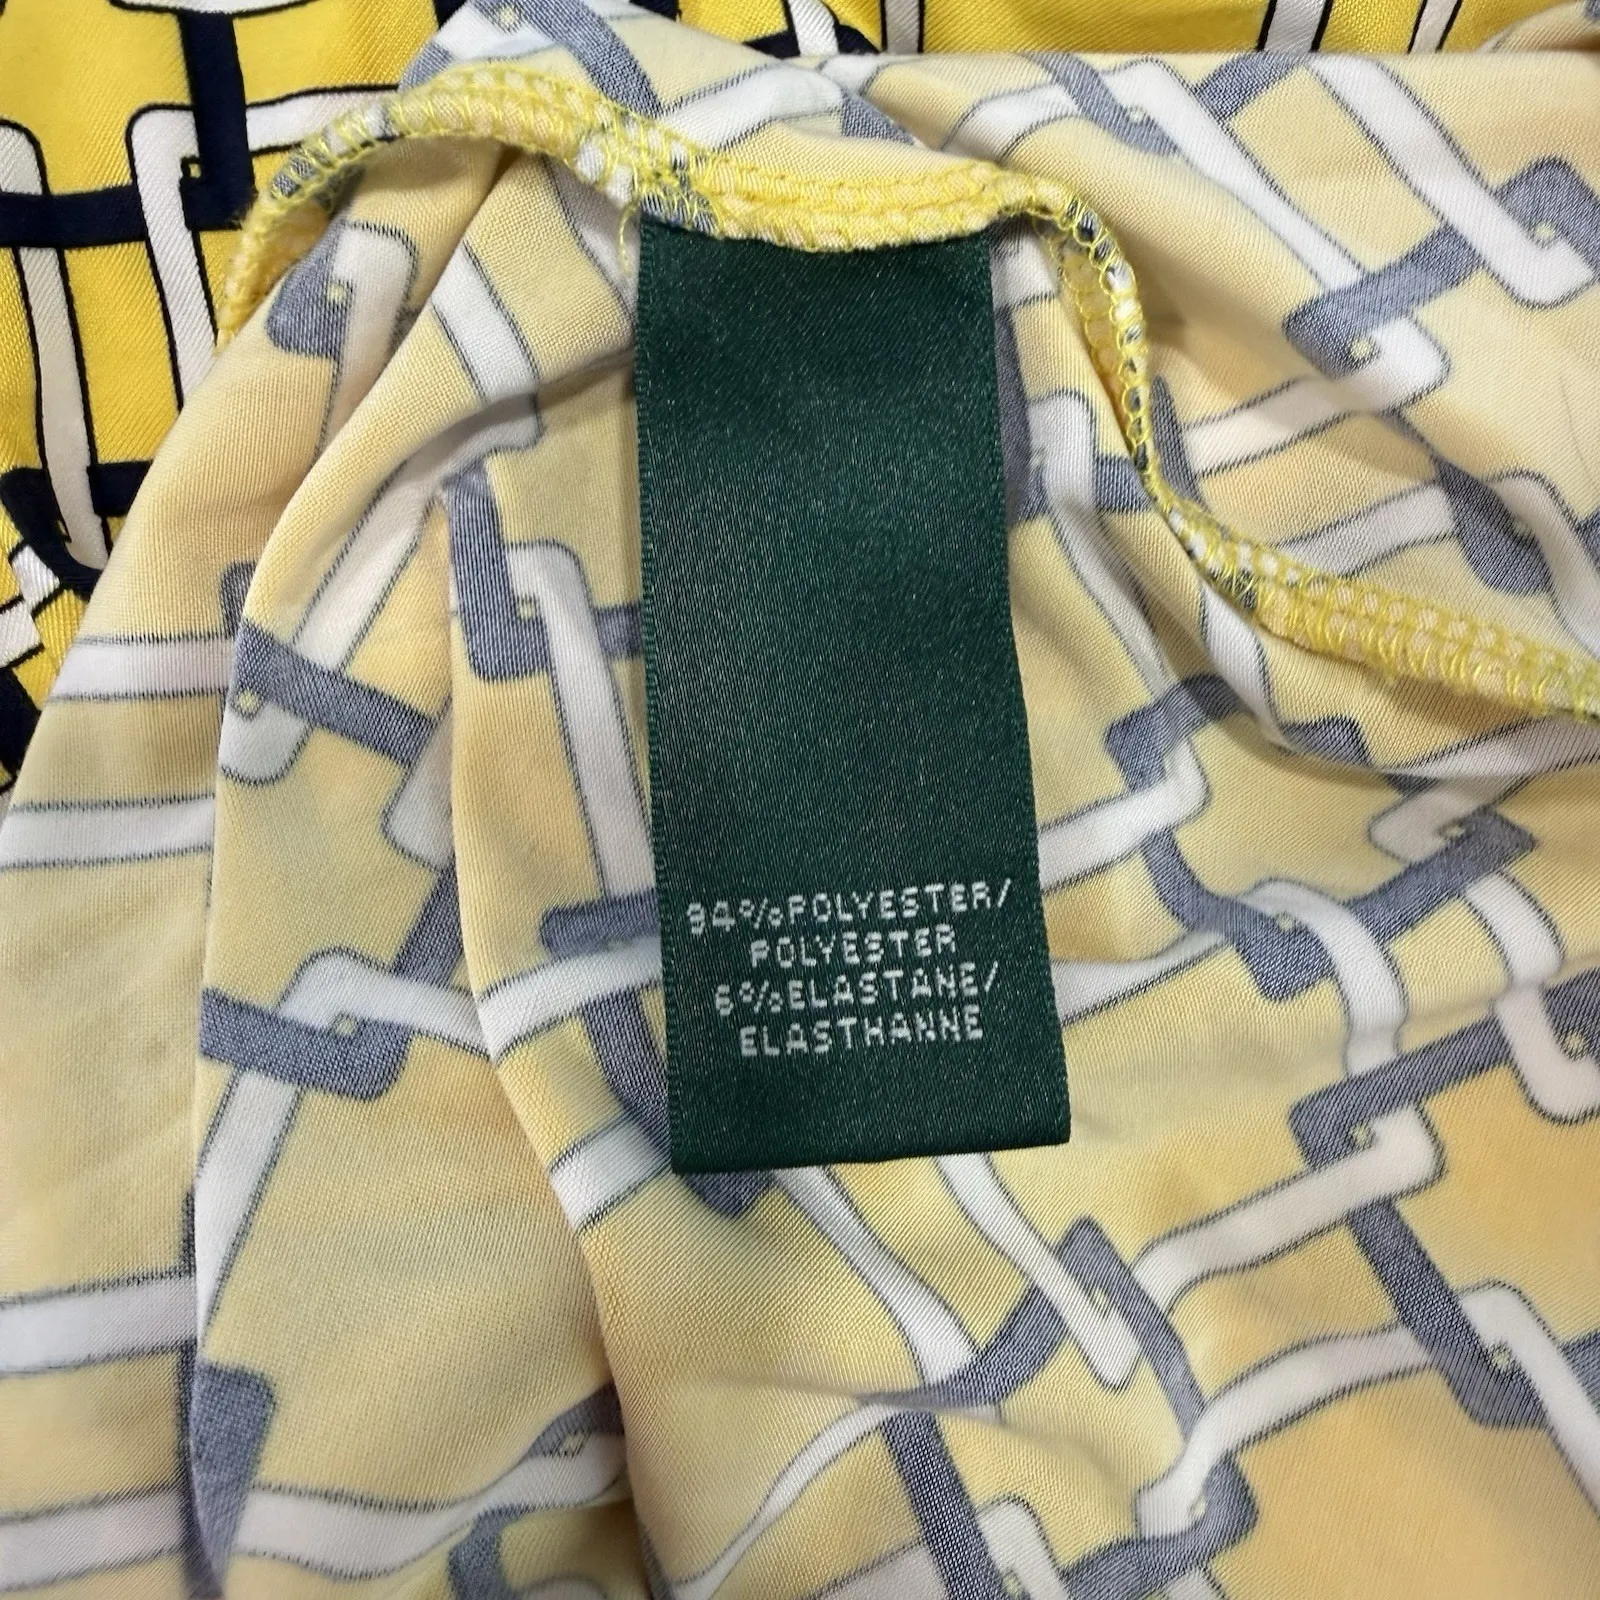 94%POLYESTER/
POLYESTER
6%ELASTANE/
ELASTHANNE